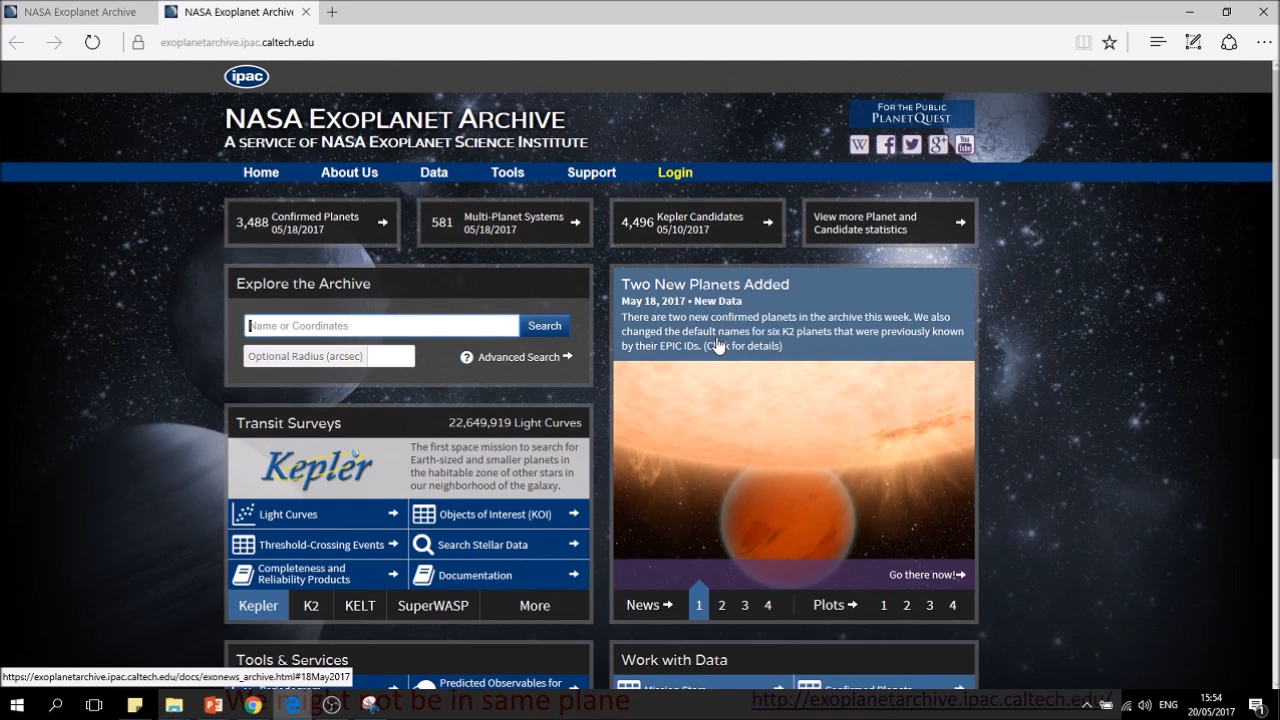 NASA Exoplanet Archive
NASA Exoplanet Archive
exoplanetarchive.ipac.caltech.edu
ipac
NASA EXOPLANET ARCHIVE
A SERVICE OF NASA EXOPLANET SCIENCE INSTITUTE
FOR THE PUBLIC
PLANETQUEST
W
g+
You Tube
Home About Us Data Tools Support Login
3,488 Confirmed Planets
05/18/2017
581 Multi-Planet Systems
05/18/2017
4,496 Kepler Candidates
05/10/2017
View more Planet and
Candidate statistics
Explore the Archive
Name or Coordinates
Search
Optional Radius (arcsec)
? Advanced Search
Two New Planets Added
May 18, 2017 • New Data
There are two new confirmed planets in the archive this week. We also
changed the default names for six K2 planets that were previously known
by their EPIC IDs. for details)
Transit Surveys 22,649,919 Light Curves
Kepler
The first space mission to search for
Earth-sized and smaller planets in
the habitable zone of other stars in
our neighborhood of the galaxy.
Light Curves
Objects of Interest (KOI)
Threshold-Crossing Events
Search Stellar Data
Completeness and
Reliability Products
Documentation
Kepler K2 KELT SuperWASP More
Go there now!
News 1 2 3 4 Plots 1 2 3 4
Tools & Services
Work with Data
Predicted Observables for
https://exoplanetarchive.ipac.caltech.edu/docs/exonews_archive.html#18May2017
not be in same plane
http://exoplanetarchive.ipac.caltech.edu/
ENG
15:54
20/05/2017